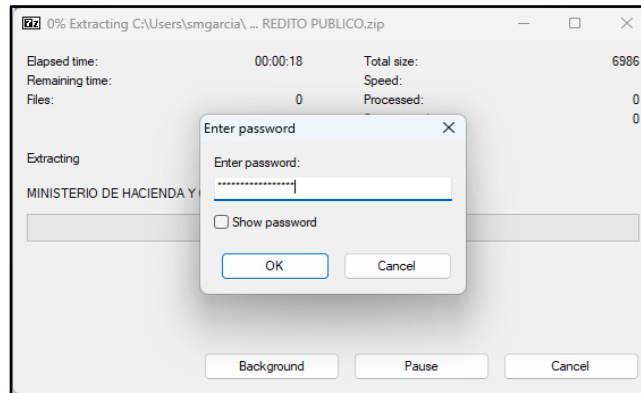 7z 0% Extracting C:\Users\smgarcia\ ... REDITO PUBLICO.zip
Elapsed time: 00:00:18 Total size: 6986
Remaining time: Speed:
Files: 0 Processed: 0
0
Enter password
Extracting
Enter password:
MINISTERIO DE HACIENDA Y
*****************
Show password
OK Cancel
Background Pause Cancel